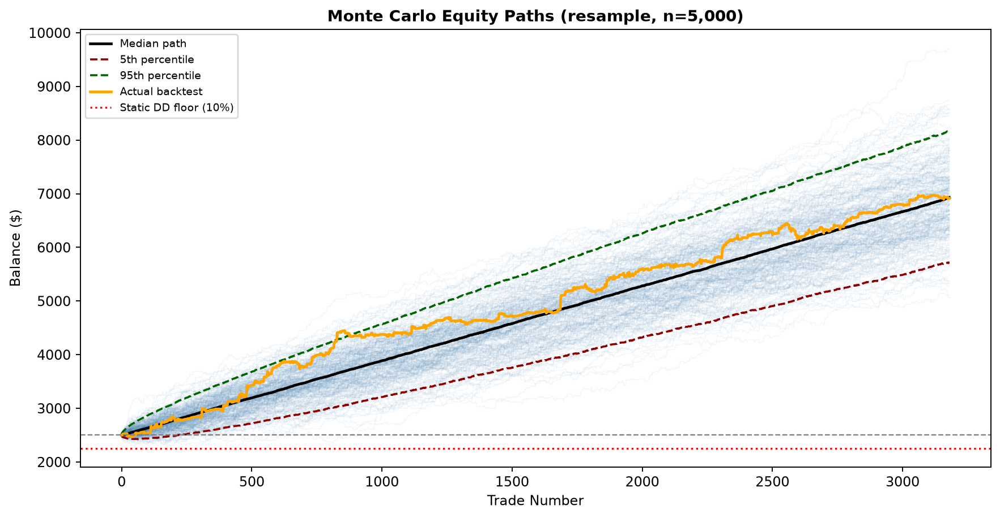 Monte Carlo Equity Paths (resample, n=5,000)
Median path
5th percentile
95th percentile
Actual backtest
Static DD floor (10%)
10000
9000
8000
7000
6000
5000
4000
3000
2000
Balance ($)
0 500 1000 1500 2000 2500 3000
Trade Number